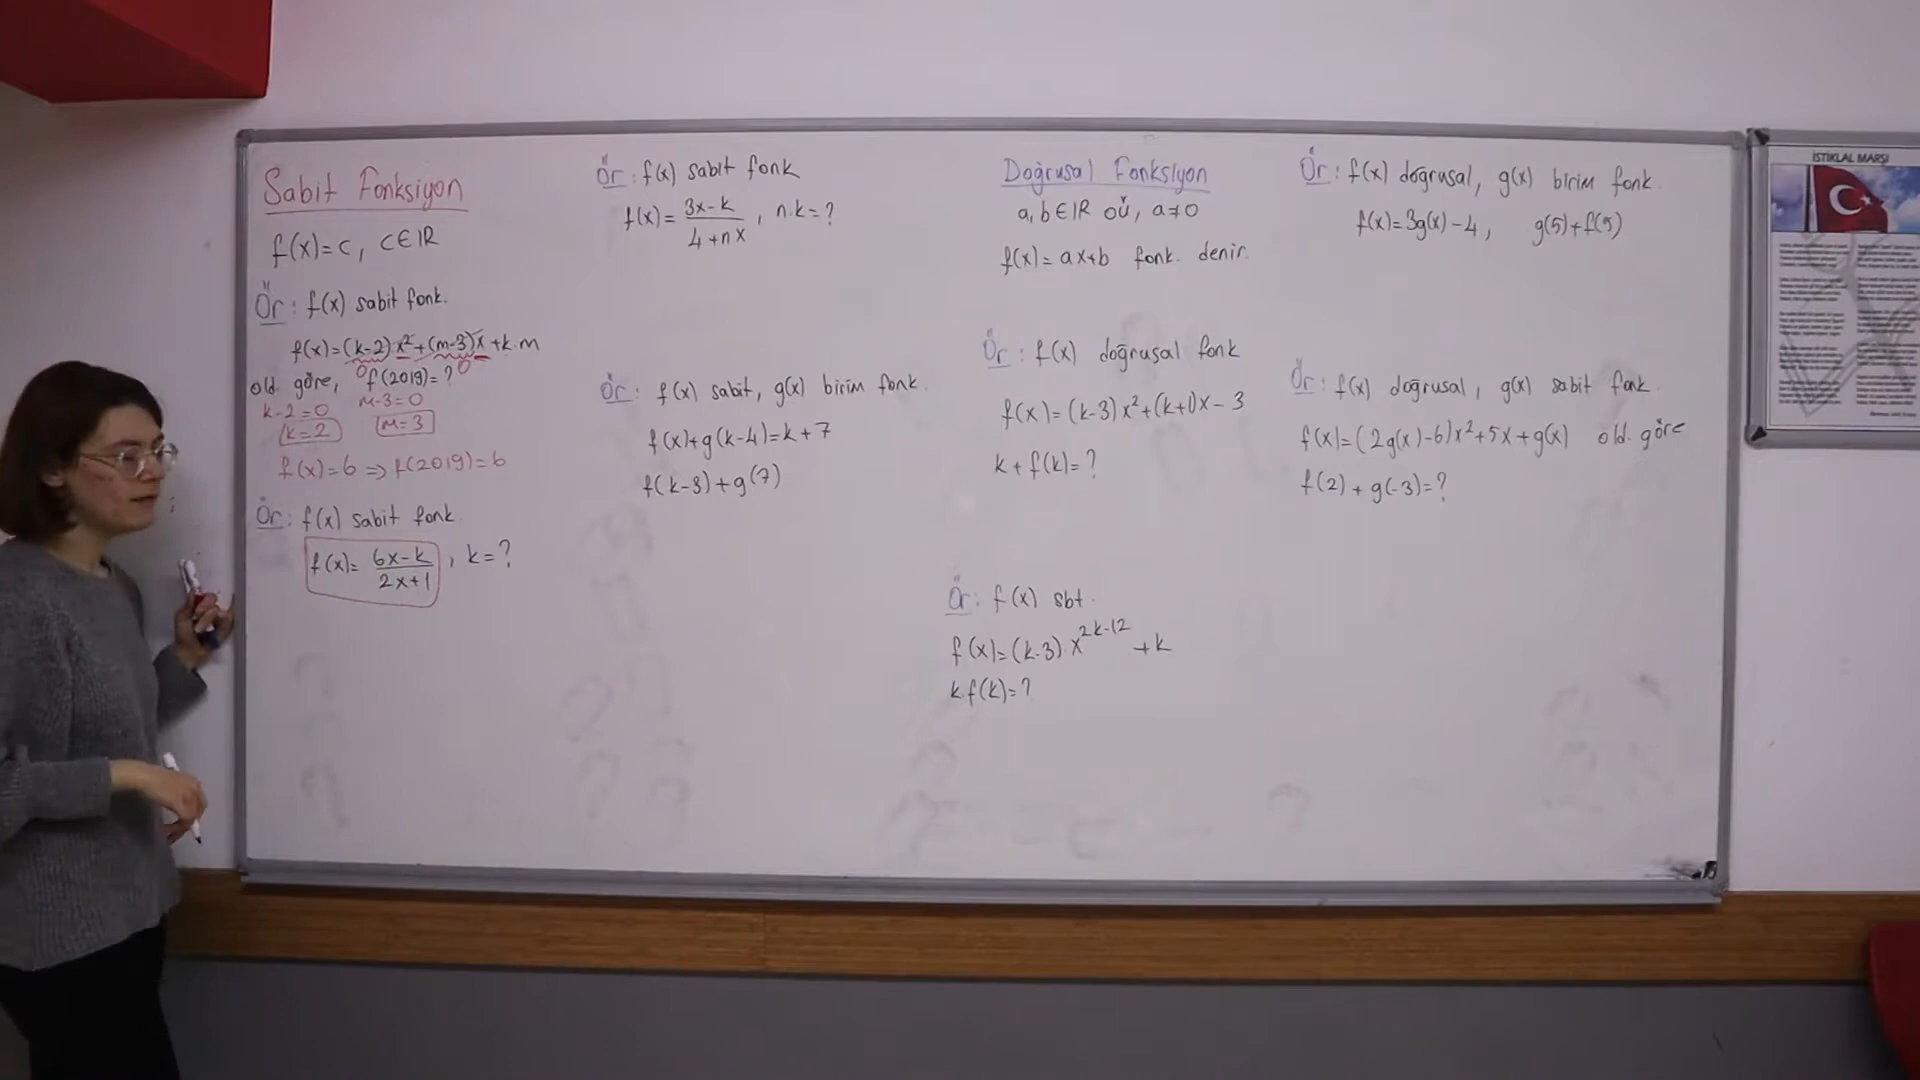 Sabit Fonksiyon
f(x)=c, c∈IR
Ör: f(x) sabit fonk.
f(x)=(k-2)x²+(m-3)x+k.m
old. göre, f(2019)=?
0 0
k-2=0 m-3=0
k=2 m=3
f(x)=6 ⇒ f(2019)=6
Ör: f(x) sabit fonk.
f(x)= (6x-k)/(2x+1), k=?
Ör: f(x) sabit fonk
f(x)= (3x-k)/(4+nx), n.k=?
Ör: f(x) sabit, g(x) birim fonk.
f(x)+g(k-4)=k+7
f(k-3)+g(7)
Doğrusal Fonksiyon
a,b∈IR oü, a≠0
f(x)=ax+b fonk. denir.
Ör: f(x) doğrusal fonk
f(x)=(k-3)x²+(k+1)x-3
k+f(k)=?
Ör: f(x) sbt.
f(x)=(k-3).x^(2k-12)+k
k.f(k)=?
Ör: f(x) doğrusal, g(x) birim fonk.
f(x)=3g(x)-4, g(5)+f(5)
Ör: f(x) doğrusal, g(x) sabit fonk.
f(x)=(2g(x)-6)x²+5x+g(x) old. göre
f(2)+g(-3)=?
İSTİKLAL MARŞI